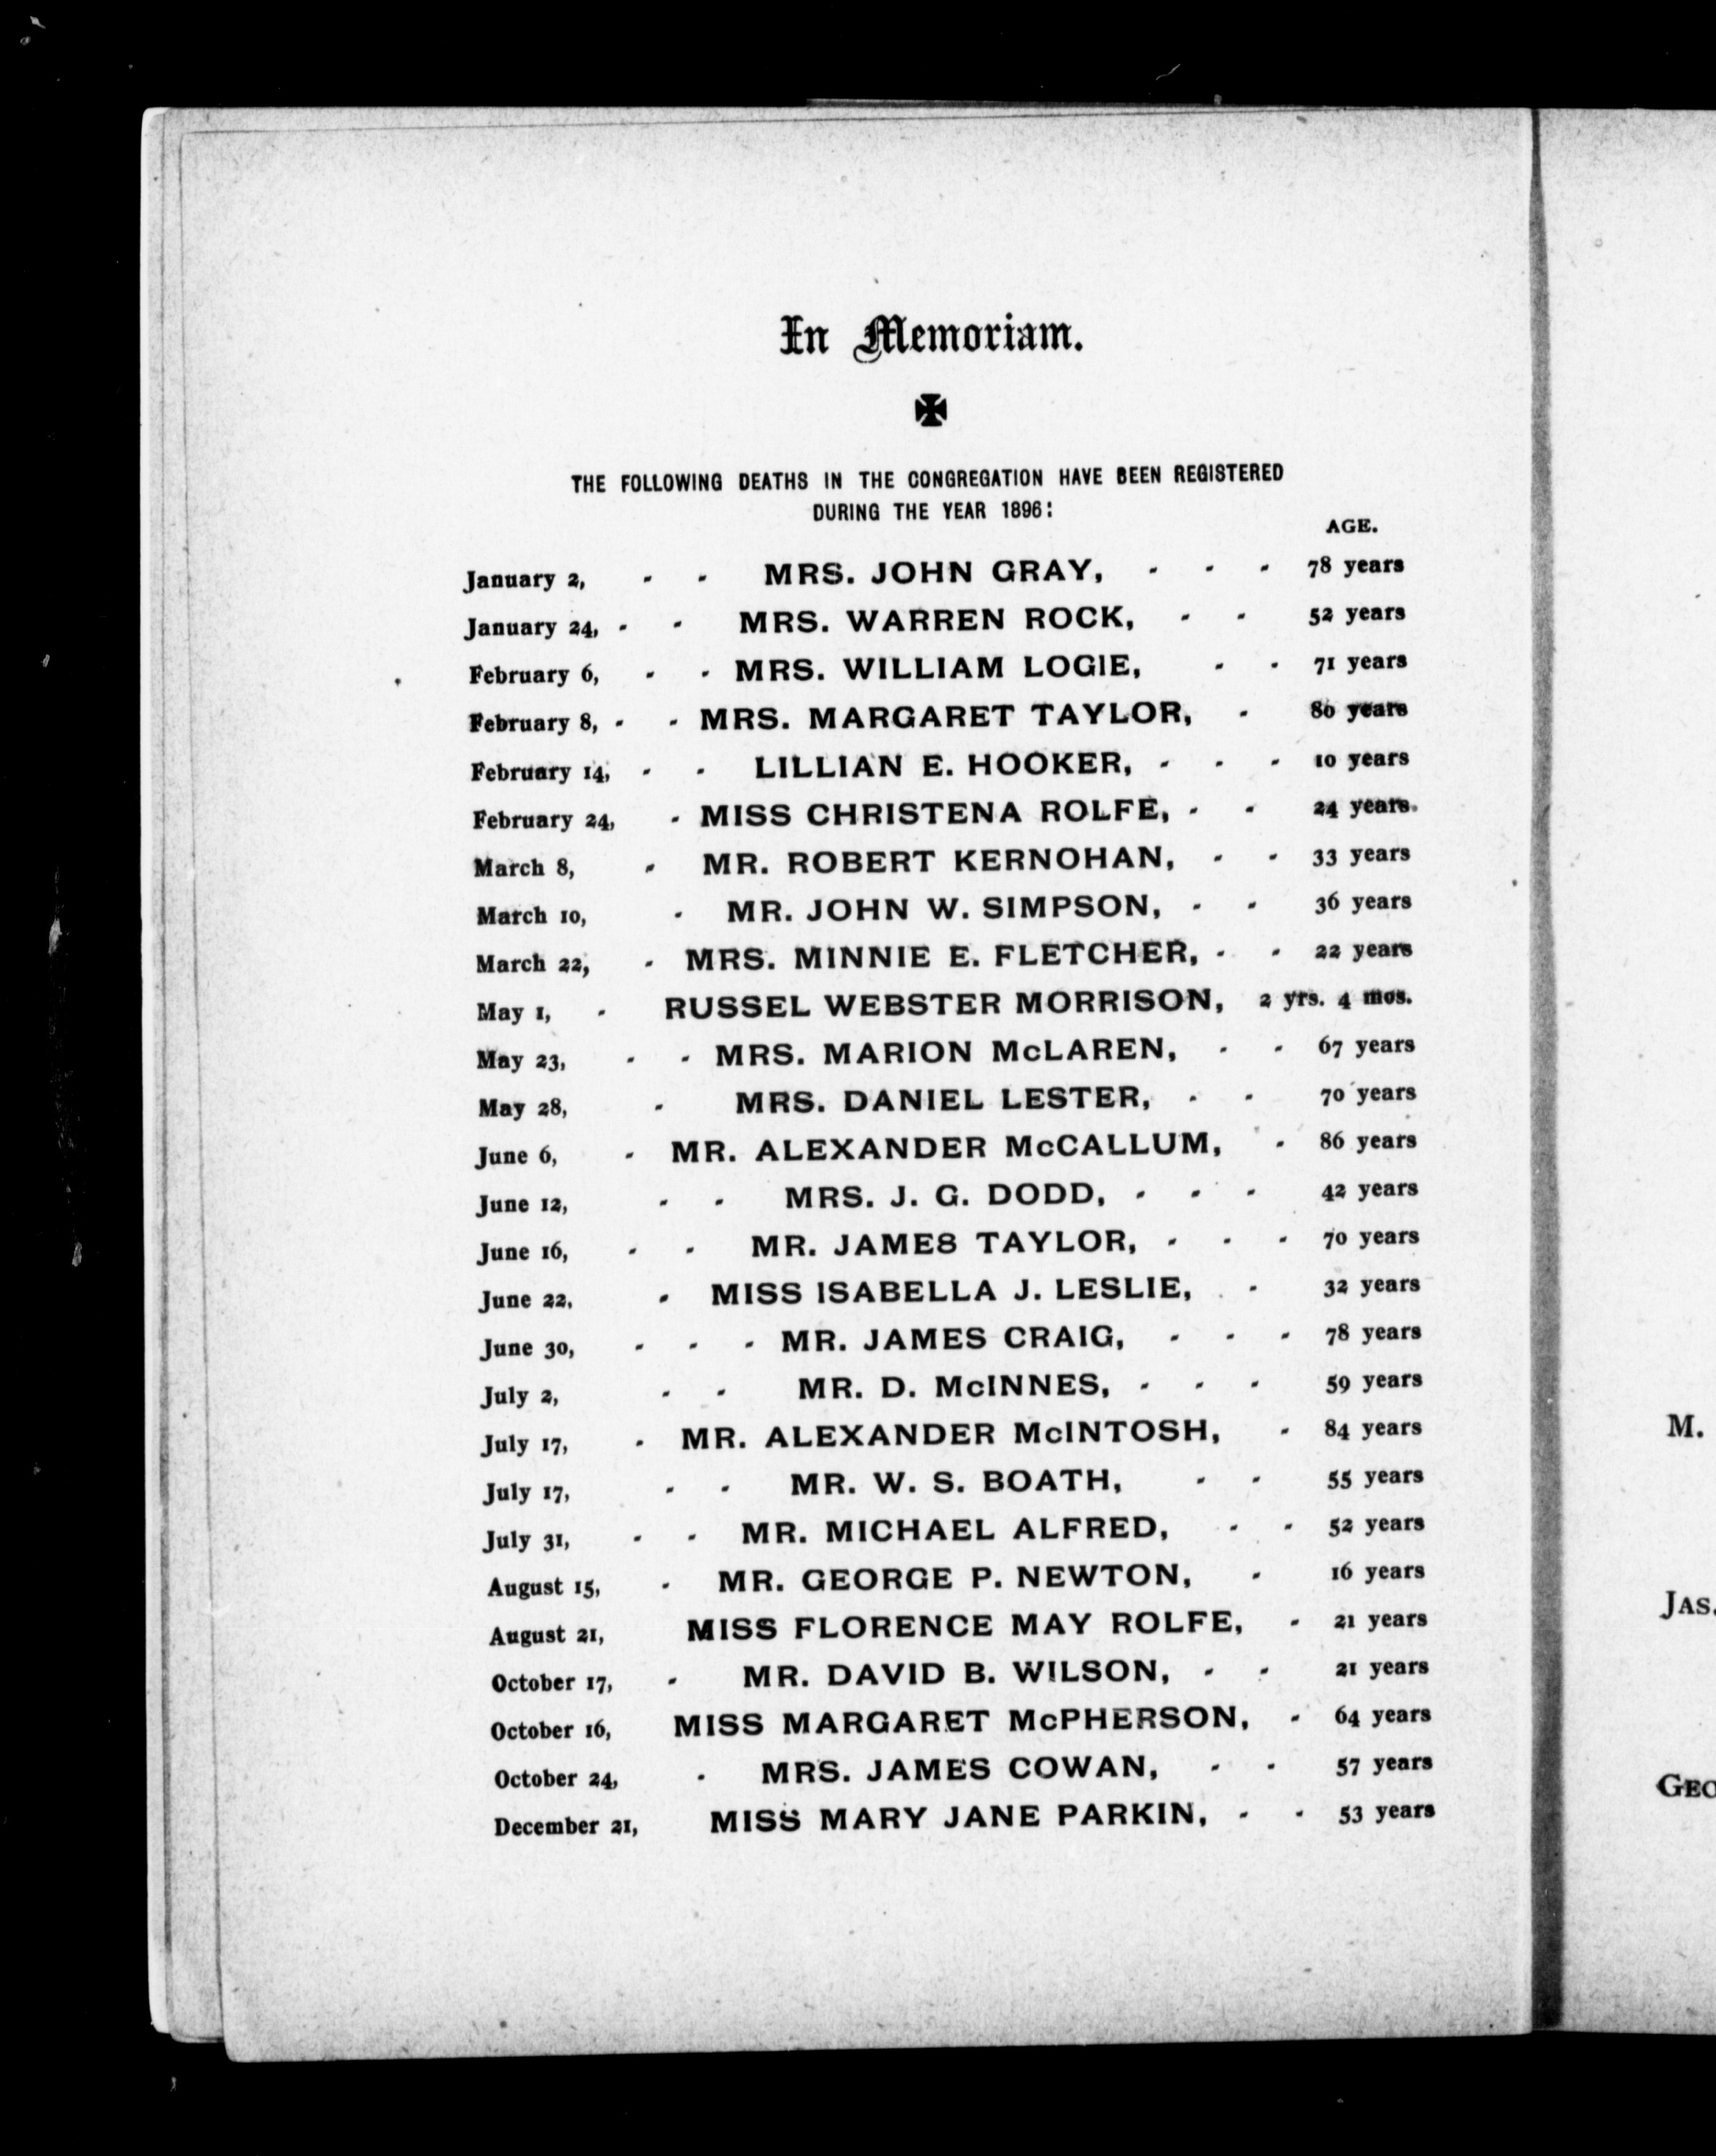 In Memoriam.
THE FOLLOWING DEATHS IN THE CONGREGATION HAVE BEEN REGISTERED
DURING THE YEAR 1896:
AGE.
January 2, - - MRS. JOHN GRAY, - - - 78 years
January 24, - - MRS. WARREN ROCK, - - 52 years
February 6, - - MRS. WILLIAM LOGIE, - - 71 years
February 8, - - MRS. MARGARET TAYLOR, - 80 years
February 14, - - LILLIAN E. HOOKER, - - - 10 years
February 24, - MISS CHRISTENA ROLFE, - - 24 years.
March 8, - MR. ROBERT KERNOHAN, - - 33 years
March 10, - MR. JOHN W. SIMPSON, - - 36 years
March 22, - MRS. MINNIE E. FLETCHER, - - 22 years
May 1, - RUSSEL WEBSTER MORRISON, 2 yrs. 4 mos.
May 23, - - MRS. MARION McLAREN, - - 67 years
May 28, - MRS. DANIEL LESTER, - - 70 years
June 6, - MR. ALEXANDER McCALLUM, - 86 years
June 12, - - MRS. J. G. DODD, - - - 42 years
June 16, - - MR. JAMES TAYLOR, - - - 70 years
June 22, - MISS ISABELLA J. LESLIE, - 32 years
June 30, - - - MR. JAMES CRAIG, - - - 78 years
July 2, - - MR. D. McINNES, - - - 59 years
July 17, - MR. ALEXANDER McINTOSH, - 84 years
July 17, - - MR. W. S. BOATH, - - 55 years
July 31, - - MR. MICHAEL ALFRED, - - 52 years
August 15, - MR. GEORGE P. NEWTON, - 16 years
August 21, MISS FLORENCE MAY ROLFE, - 21 years
October 17, - MR. DAVID B. WILSON, - - 21 years
October 16, MISS MARGARET McPHERSON, - 64 years
October 24, - MRS. JAMES COWAN, - - 57 years
December 21, MISS MARY JANE PARKIN, - - 53 years
M.
JAS.
GEO